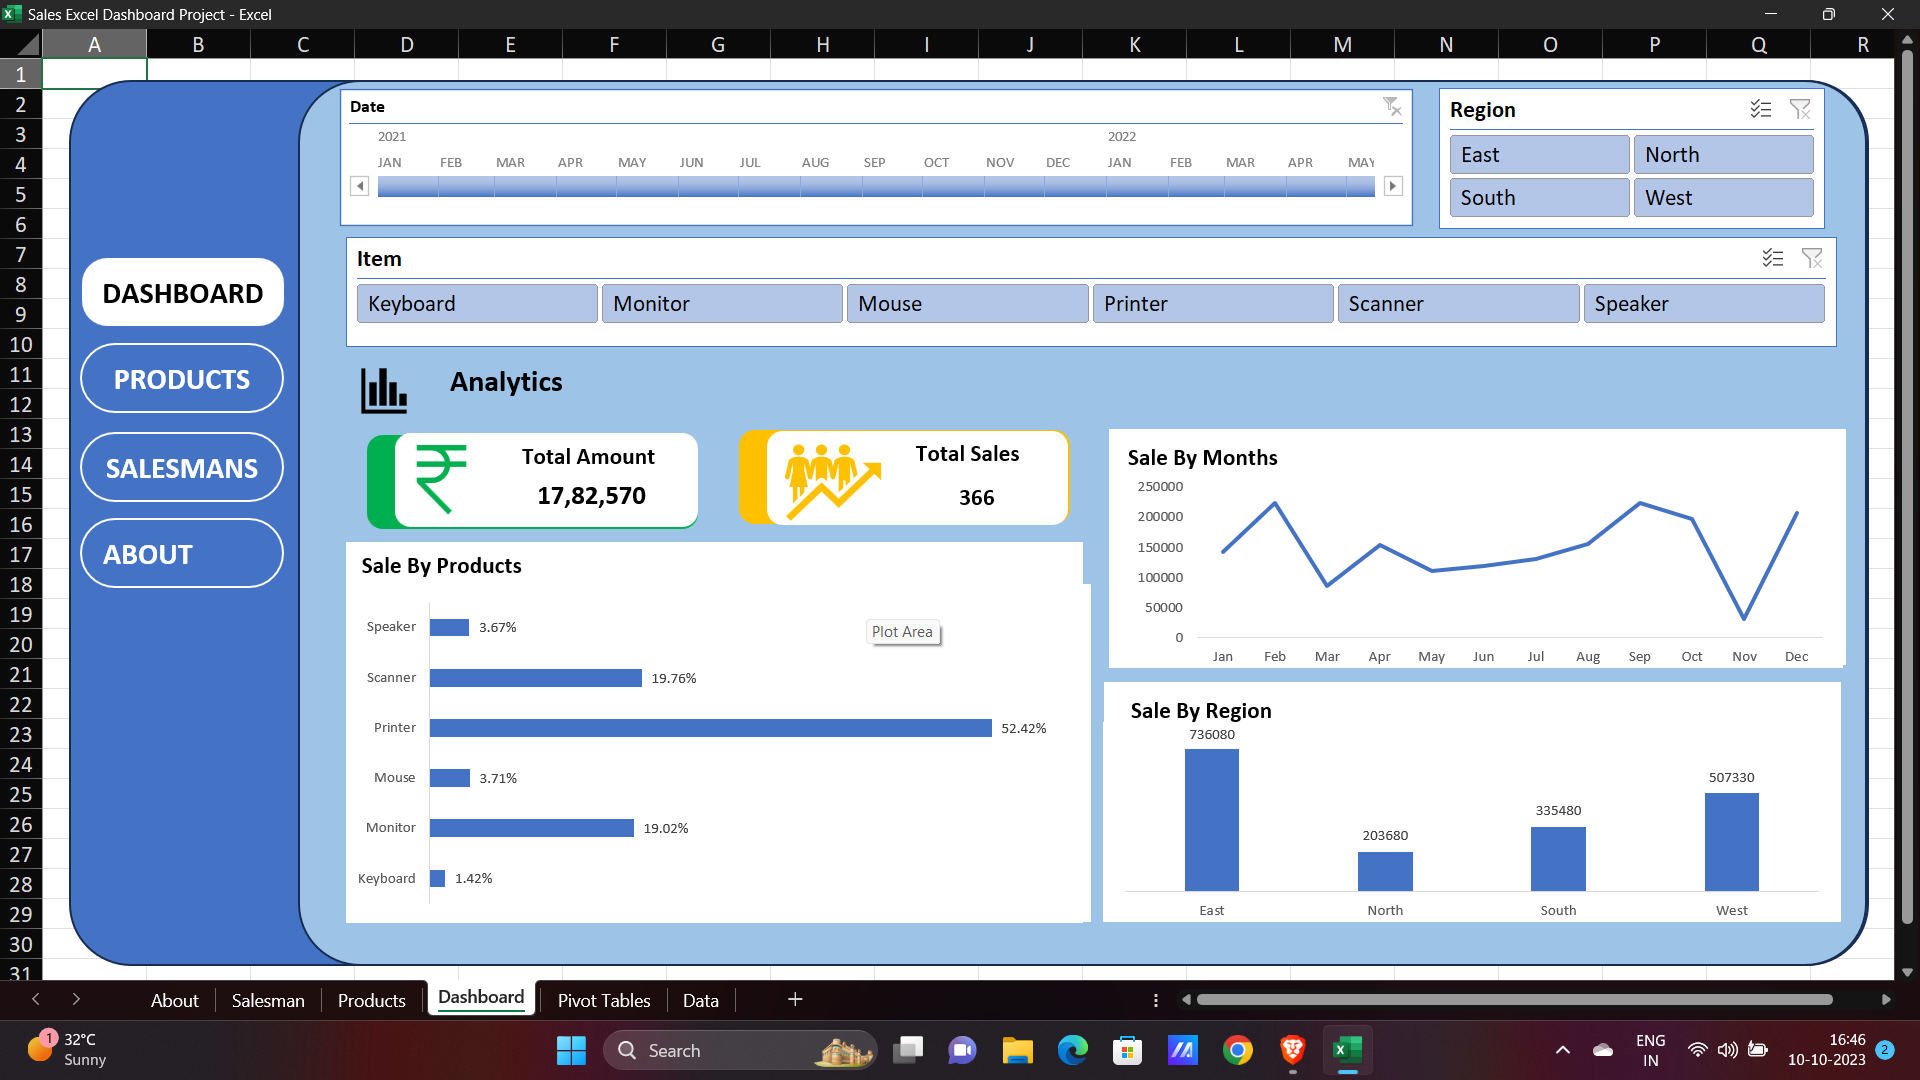 Sales Excel Dashboard Project - Excel
A B C D E F G H I J K L M N O P Q R
1
2
3
4
5
6
7
8
9
10
11
12
13
14
15
16
17
18
19
20
21
22
23
24
25
26
27
28
29
30
31
DASHBOARD
PRODUCTS
SALESMANS
ABOUT
Date
2021 2022
JAN FEB MAR APR MAY JUN JUL AUG SEP OCT NOV DEC JAN FEB MAR APR MAY
Region
East North
South West
Item
Keyboard Monitor Mouse Printer Scanner Speaker
Analytics
Total Amount
17,82,570
Total Sales
366
Sale By Products
Plot Area
Speaker 3.67%
Scanner 19.76%
Printer 52.42%
Mouse 3.71%
Monitor 19.02%
Keyboard 1.42%
Sale By Months
250000
200000
150000
100000
50000
0
Jan Feb Mar Apr May Jun Jul Aug Sep Oct Nov Dec
Sale By Region
736080
203680
335480
507330
East North South West
About Salesman Products Dashboard Pivot Tables Data
1
32°C
Sunny
Search
ENG
IN
16:46
10-10-2023
2